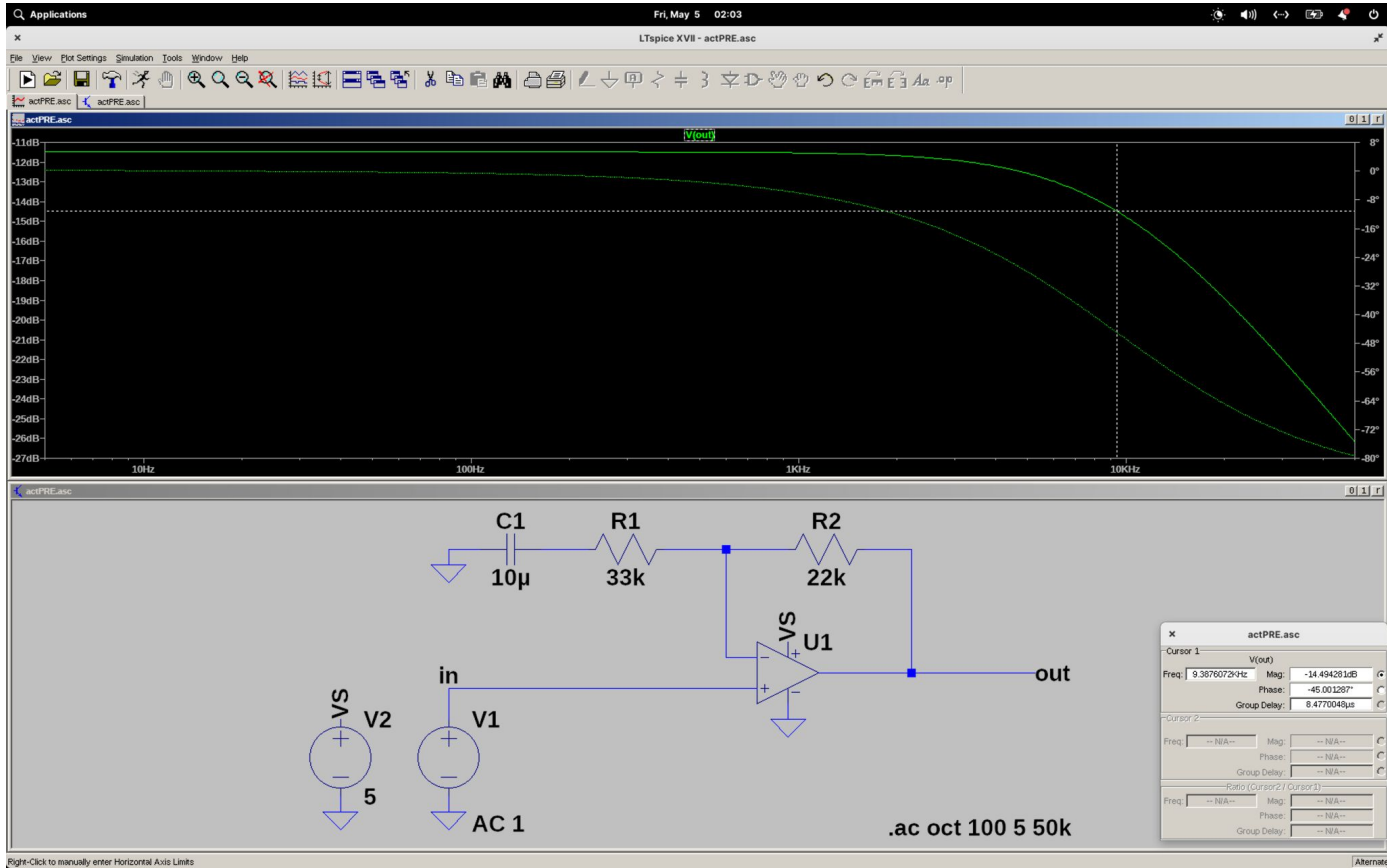 Applications
Fri, May 5 02:03
LTspice XVII - actPRE.asc
File View Plot Settings Simulation Tools Window Help
actPRE.asc actPRE.asc
actPRE.asc
V(out)
-11dB
-12dB
-13dB
-14dB
-15dB
-16dB
-17dB
-18dB
-19dB
-20dB
-21dB
-22dB
-23dB
-24dB
-25dB
-26dB
-27dB
8°
0°
-8°
-16°
-24°
-32°
-40°
-48°
-56°
-64°
-72°
-80°
10Hz 100Hz 1KHz 10KHz
actPRE.asc
C1 R1 R2
10µ 33k 22k
VS
U1
in
out
VS
V2 V1
5
AC 1
.ac oct 100 5 50k
actPRE.asc
Cursor 1
V(out)
Freq: 9.3876072KHz Mag: -14.494281dB
Phase: -45.001287°
Group Delay: 8.4770048µs
Cursor 2
Freq: -- N/A-- Mag: -- N/A--
Phase: -- N/A--
Group Delay: -- N/A--
Ratio (Cursor2 / Cursor1)
Freq: -- N/A-- Mag: -- N/A--
Phase: -- N/A--
Group Delay: -- N/A--
Right-Click to manually enter Horizontal Axis Limits
Alternate